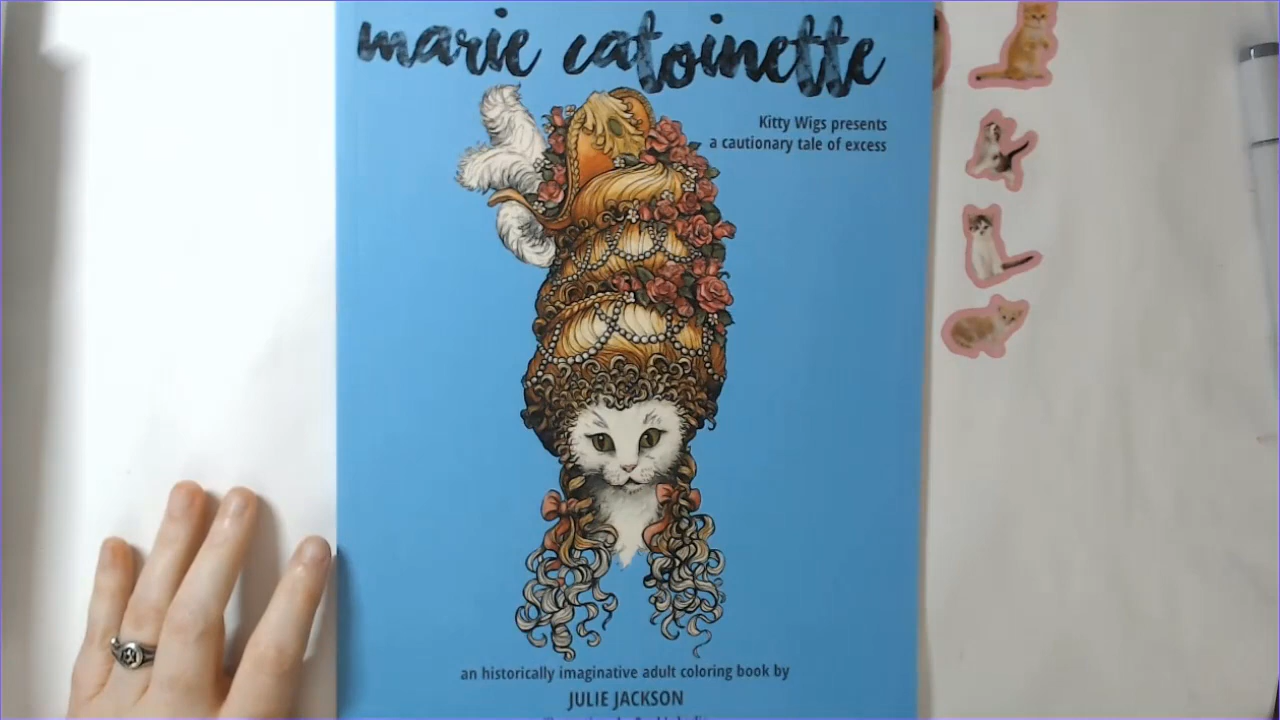 marie catoinette
Kitty Wigs presents
a cautionary tale of excess
an historically imaginative adult coloring book by
JULIE JACKSON